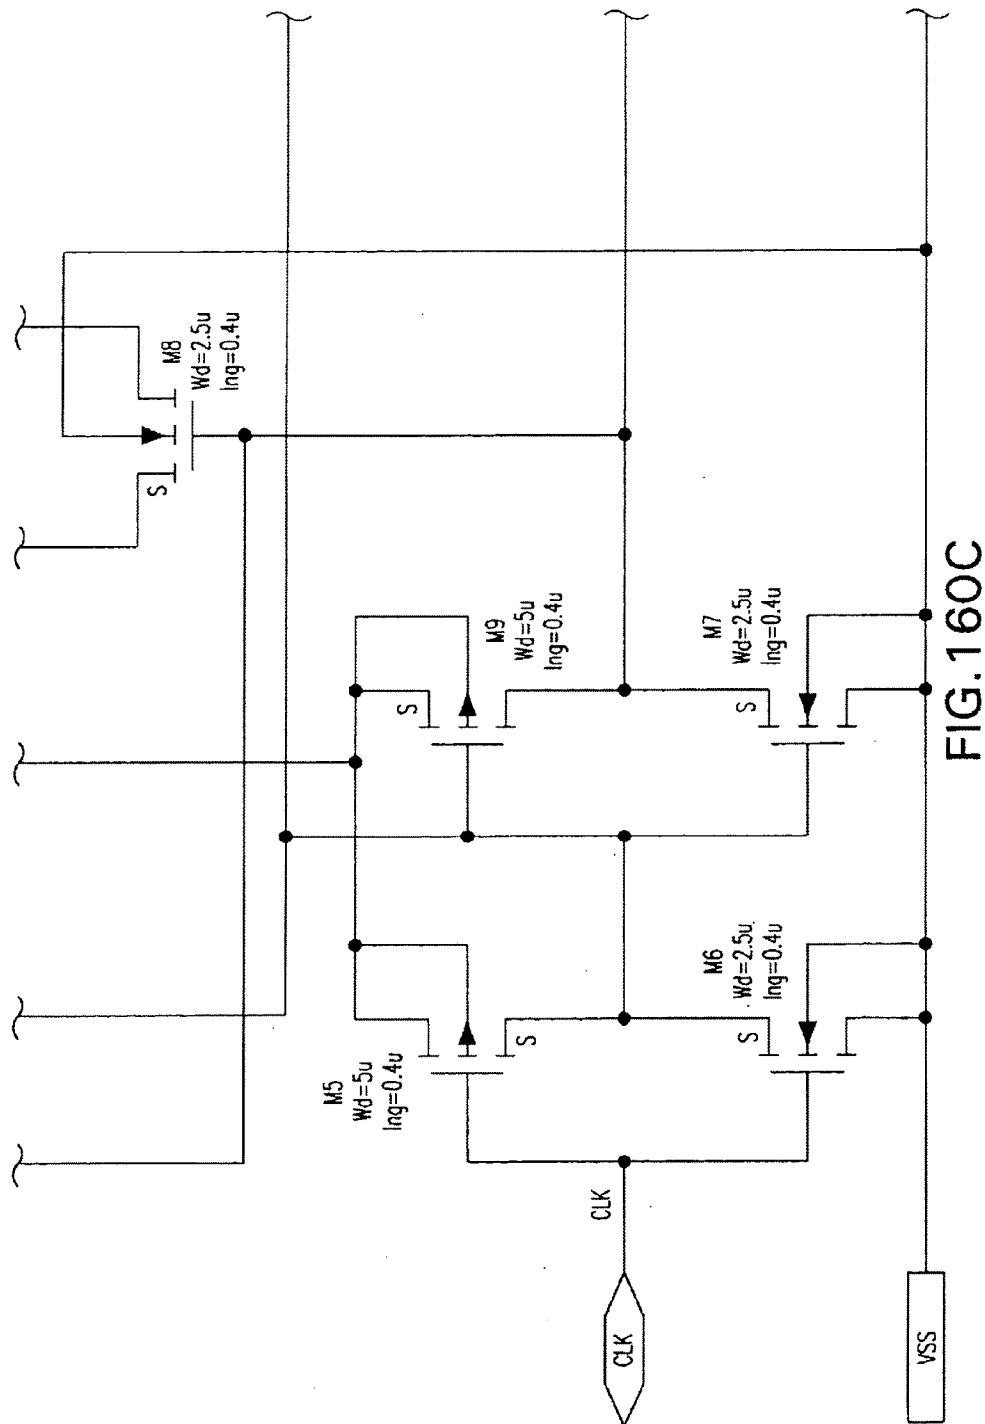 M8
Wd=2.5u
lng=0.4u
S
M5
Wd=5u
lng=0.4u
S
M9
Wd=5u
lng=0.4u
S
CLK
CLK
M6
Wd=2.5u
lng=0.4u
S
M7
Wd=2.5u
lng=0.4u
S
VSS
FIG.160C